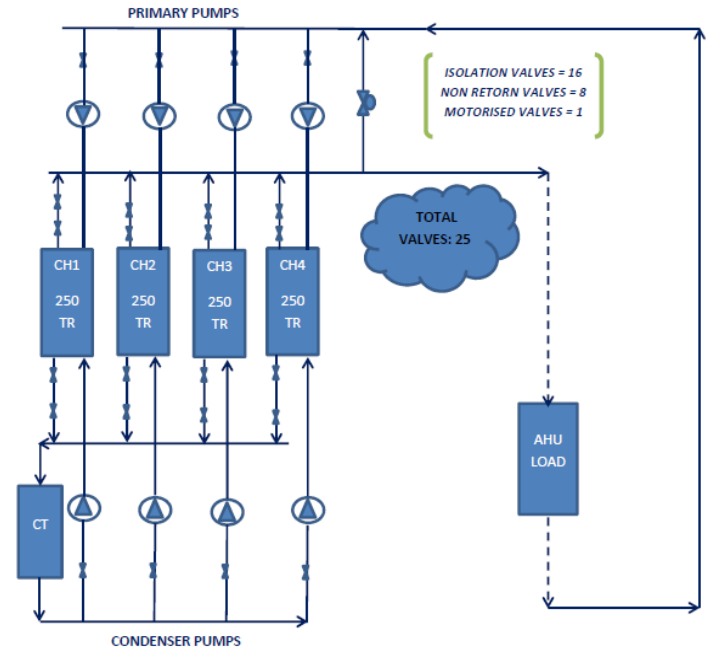 PRIMARY PUMPS
ISOLATION VALVES = 16
NON RETORN VALVES = 8
MOTORISED VALVES = 1
TOTAL
VALVES: 25
CH1
250
TR
CH2
250
TR
CH3
250
TR
CH4
250
TR
AHU
LOAD
CT
CONDENSER PUMPS